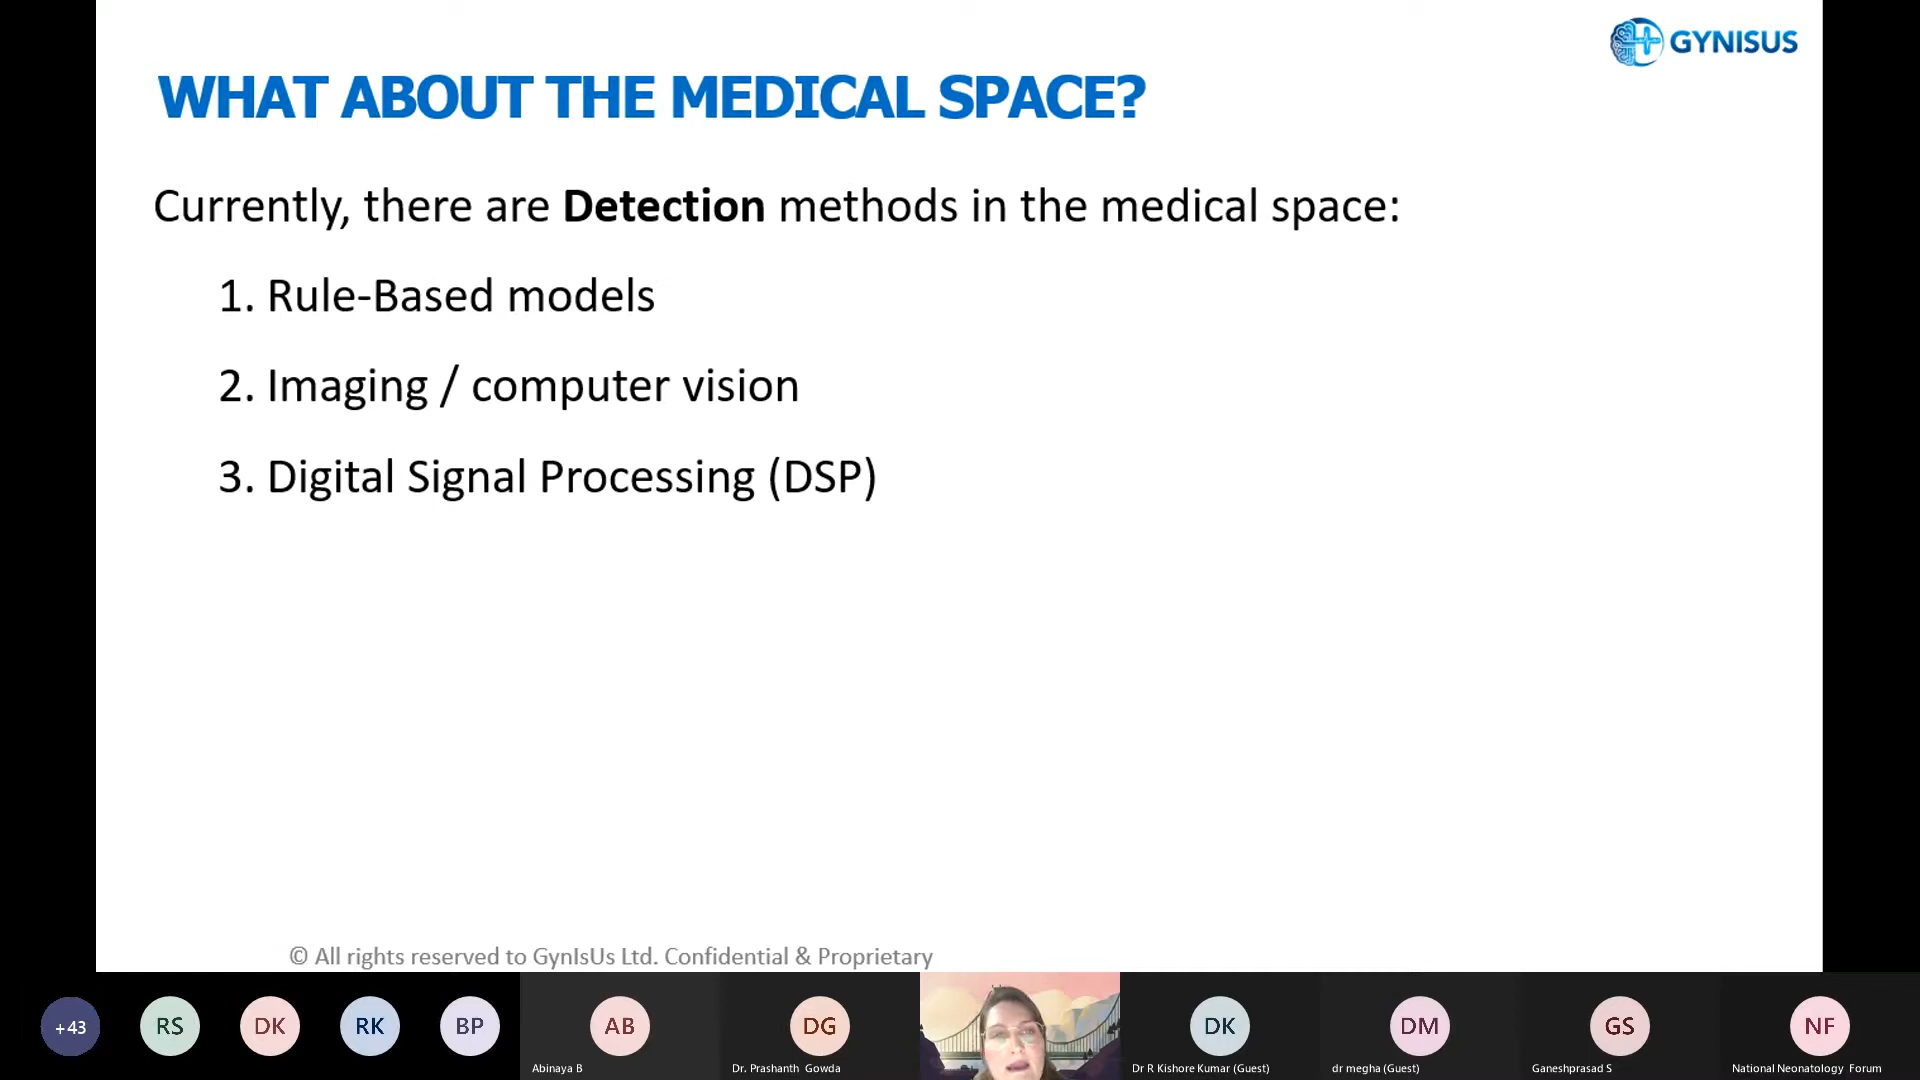 GYNISUS
WHAT ABOUT THE MEDICAL SPACE?
Currently, there are Detection methods in the medical space:
1. Rule-Based models
2. Imaging / computer vision
3. Digital Signal Processing (DSP)
© All rights reserved to GynIsUs Ltd. Confidential & Proprietary
+43
RS
DK
RK
BP
AB
DG
DK
DM
GS
NF
Abinaya B
Dr. Prashanth Gowda
Dr R Kishore Kumar (Guest)
dr megha (Guest)
Ganeshprasad S
National Neonatology Forum